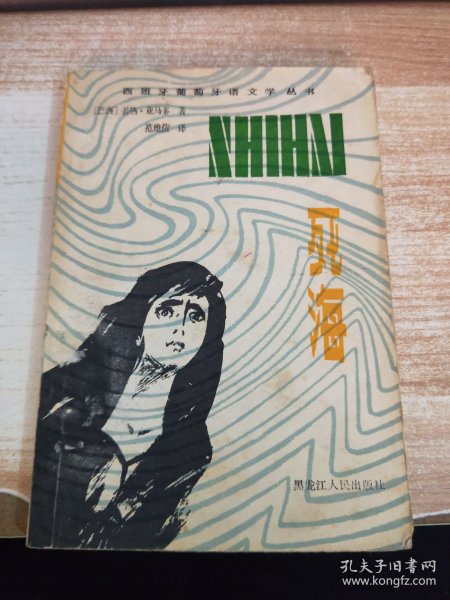 西班牙葡萄牙语文学丛书
［巴西］若热·亚马多 著
范维信 译
SHIHAI
死海
黑龙江人民出版社
孔夫子旧书网
www.kongfz.com